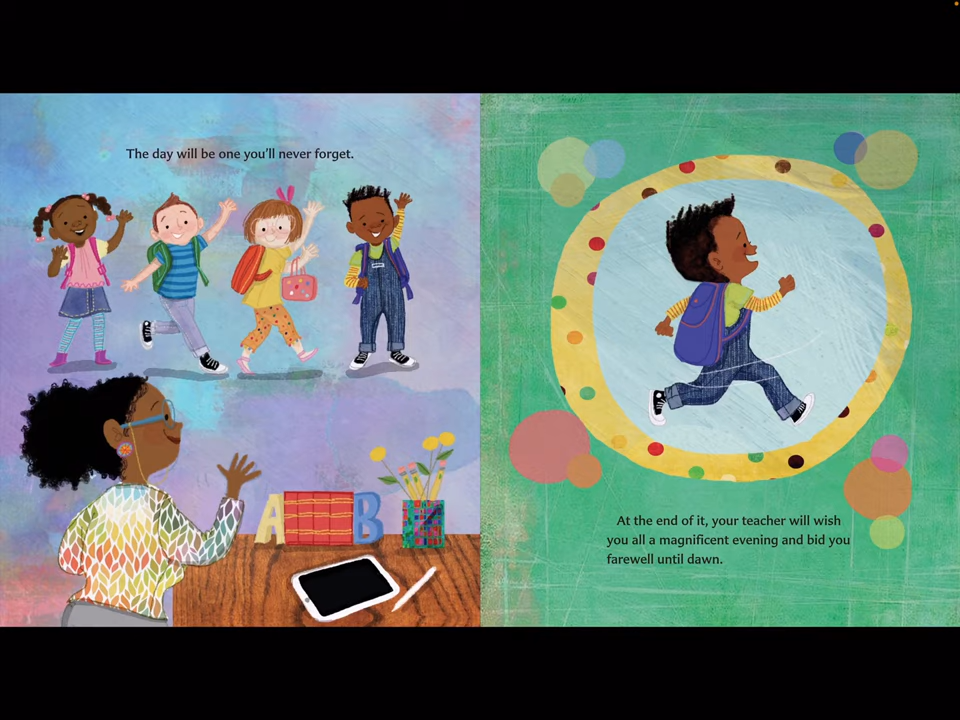 The day will be one you'll never forget.
A B
At the end of it, your teacher will wish
you all a magnificent evening and bid you
farewell until dawn.